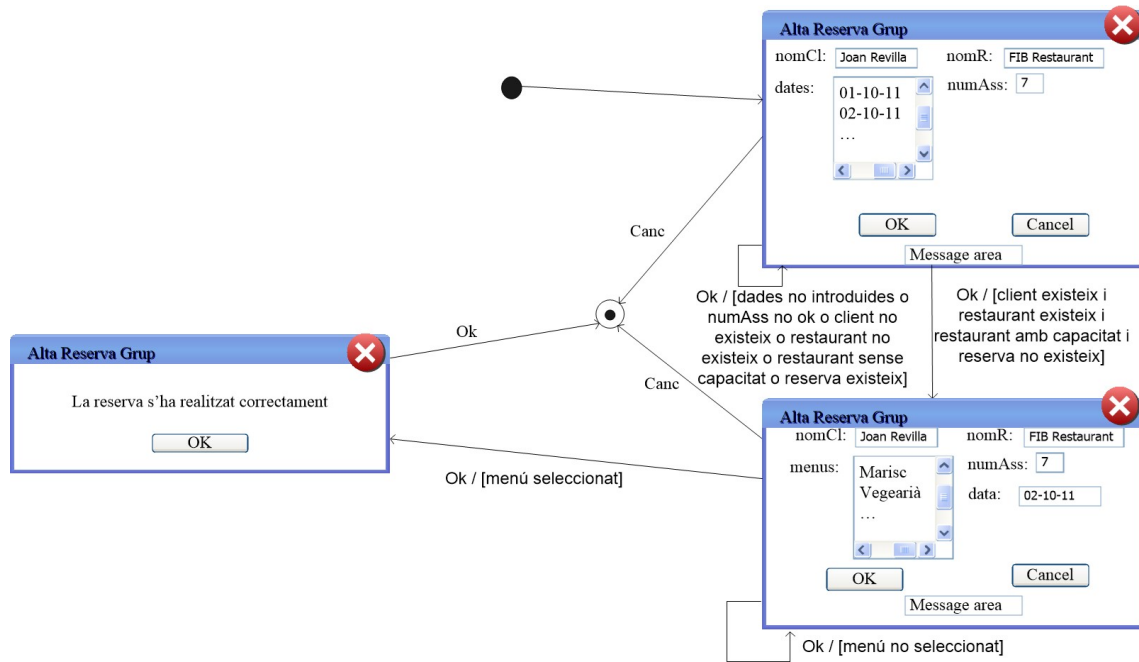 Alta Reserva Grup
nomCl: Joan Revilla nomR: FIB Restaurant
dates: 01-10-11 numAss: 7
02-10-11
...
OK Cancel
Message area
Canc
Ok / [dades no introduides o
numAss no ok o client no
existeix o restaurant no
existeix o restaurant sense
capacitat o reserva existeix]
Ok / [client existeix i
restaurant existeix i
restaurant amb capacitat i
reserva no existeix]
Ok
Alta Reserva Grup
La reserva s'ha realitzat correctament
OK
Canc
Ok / [menú seleccionat]
Alta Reserva Grup
nomCl: Joan Revilla nomR: FIB Restaurant
menus: Marisc numAss: 7
Vegearià data: 02-10-11
...
OK Cancel
Message area
Ok / [menú no seleccionat]